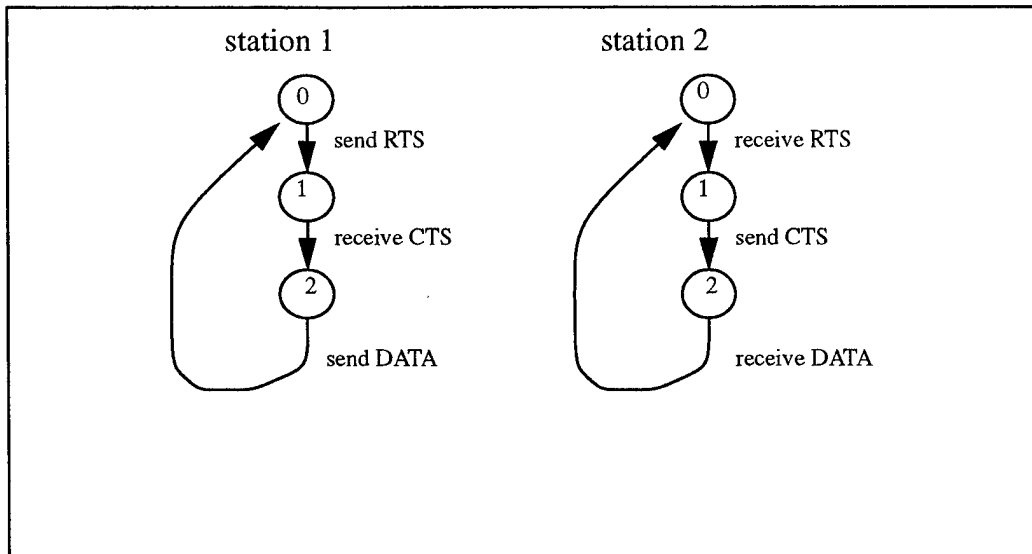 station 1
0
send RTS
1
receive CTS
2
send DATA
station 2
0
receive RTS
1
send CTS
2
receive DATA